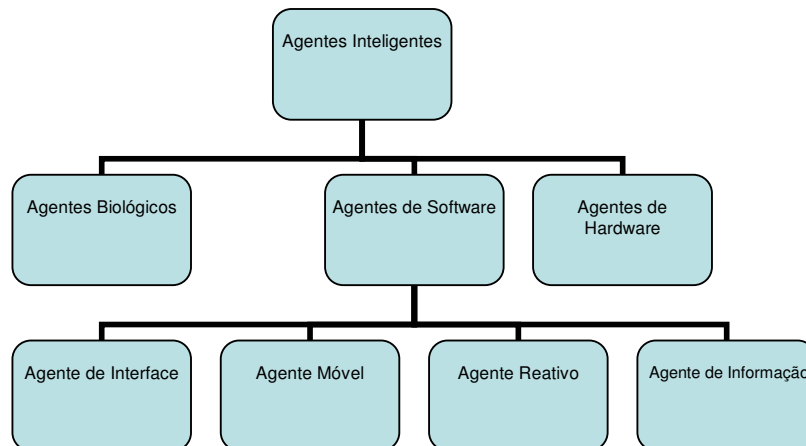 Agentes Inteligentes
Agentes Biológicos
Agentes de Software
Agentes de
Hardware
Agente de Interface
Agente Móvel
Agente Reativo
Agente de Informação